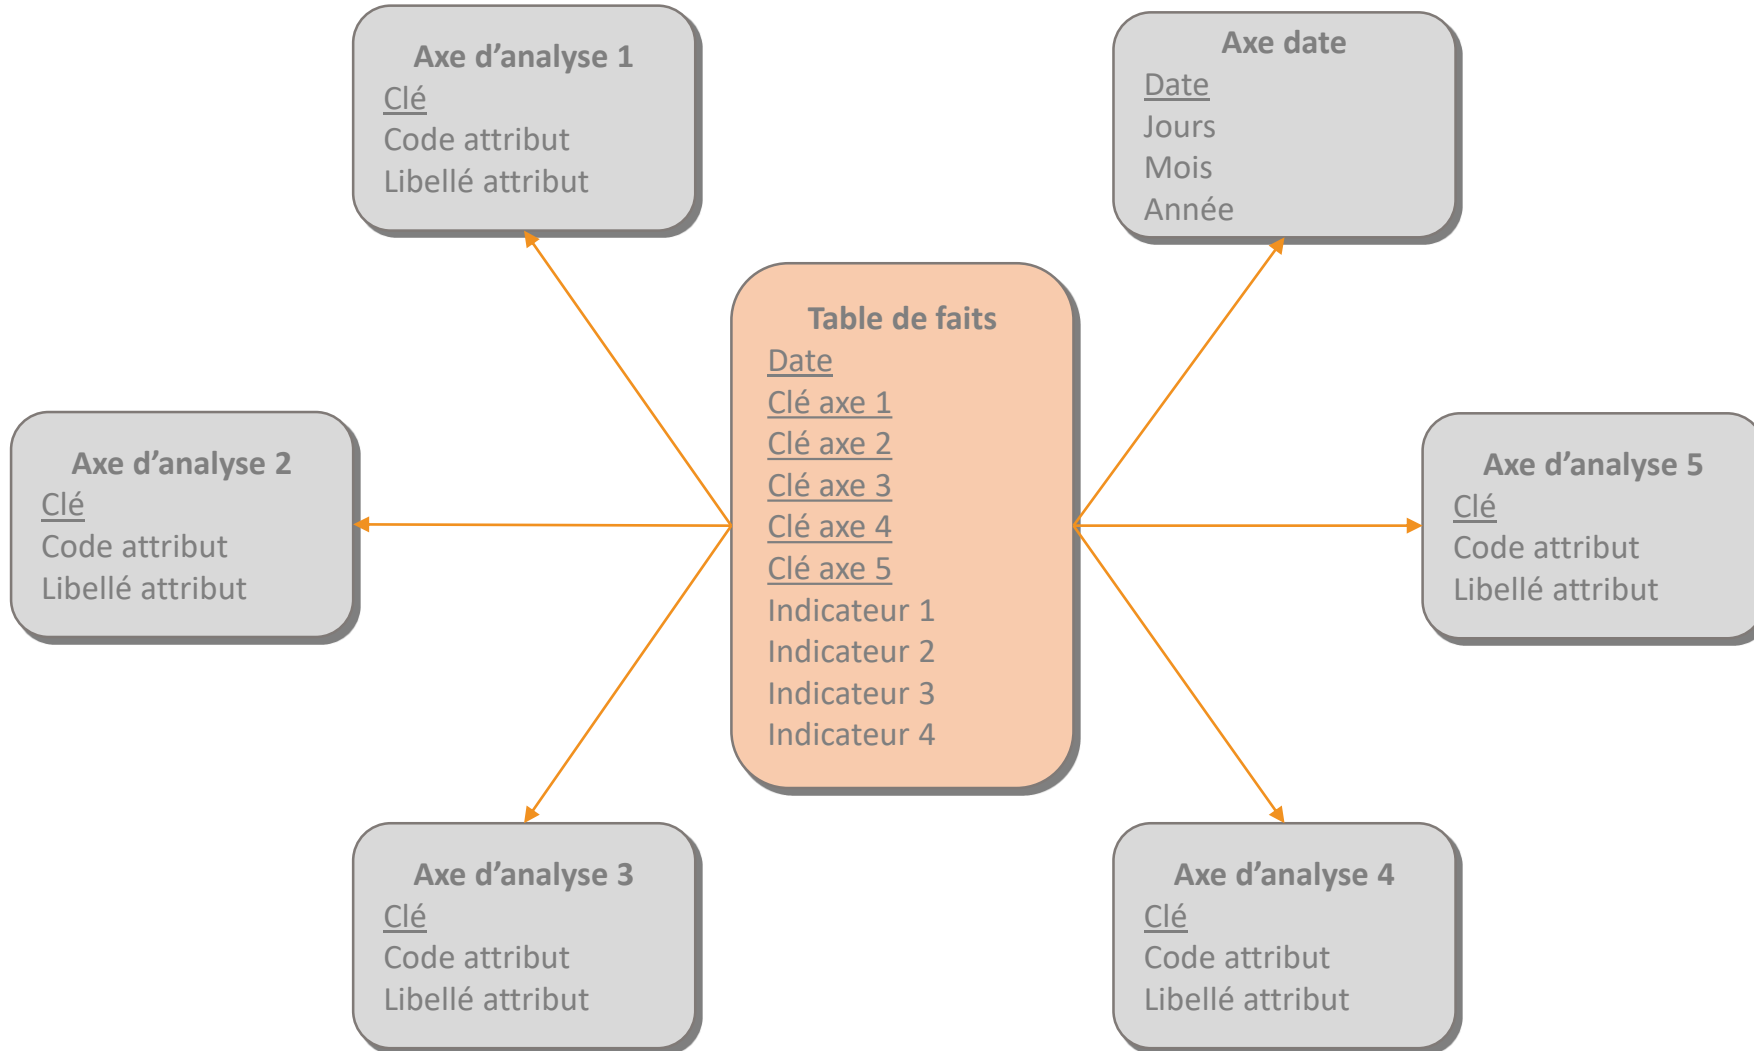 Axe d’analyse 1
Clé
Code attribut
Libellé attribut
Axe date
Date
Jours
Mois
Année
Table de faits
Date
Clé axe 1
Clé axe 2
Clé axe 3
Clé axe 4
Clé axe 5
Indicateur 1
Indicateur 2
Indicateur 3
Indicateur 4
Axe d’analyse 2
Clé
Code attribut
Libellé attribut
Axe d’analyse 5
Clé
Code attribut
Libellé attribut
Axe d’analyse 3
Clé
Code attribut
Libellé attribut
Axe d’analyse 4
Clé
Code attribut
Libellé attribut